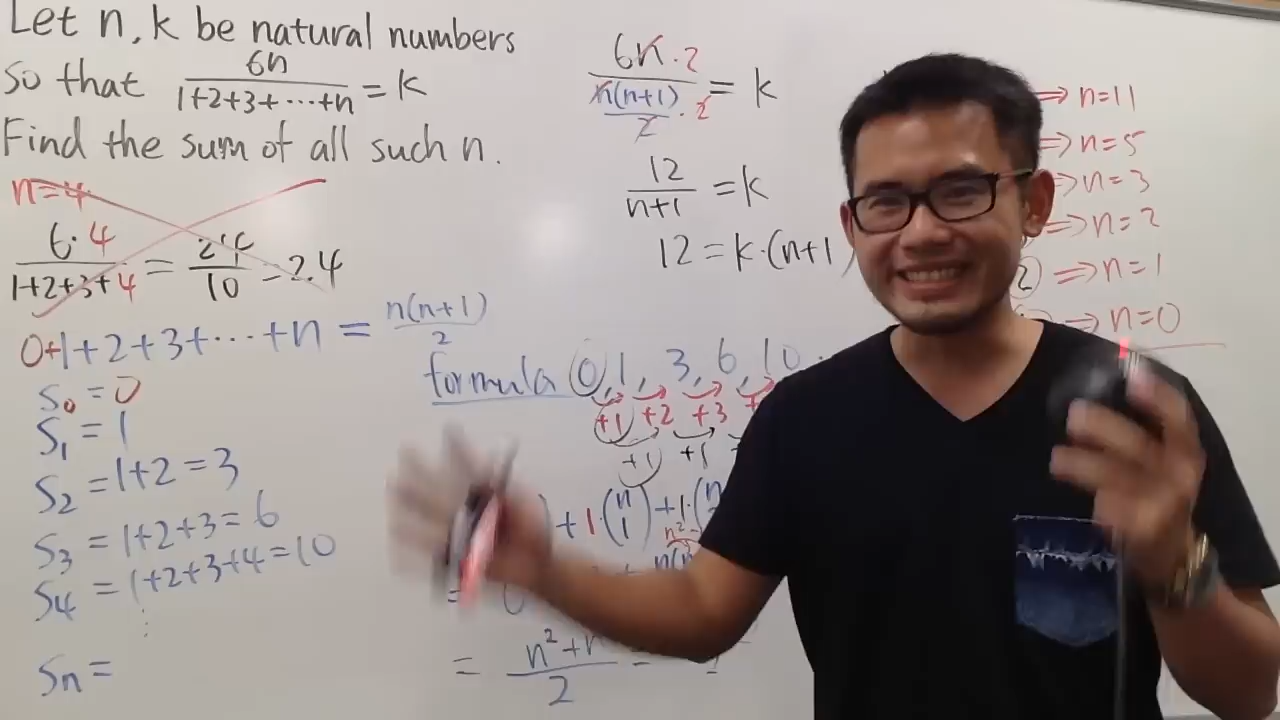 Let n, k be natural numbers
so that 6n / 1+2+3+⋯+n = k
Find the sum of all such n.
n=4
6·4 / 1+2+3+4 = 24 / 10 = 2.4
0+1+2+3+⋯+n = n(n+1) / 2
S₀ = 0
S₁ = 1
S₂ = 1+2 = 3
S₃ = 1+2+3 = 6
S₄ = 1+2+3+4 = 10
⋮
Sn =
6n·2 / n(n+1)/2 ·2 = k
12 / n+1 = k
12 = k·(n+1)
formula 0, 1, 3, 6, 10
+1 +2 +3
+1 +1
+1·(n 1)+1·(n
n²
n(n
= 0
= n²+n / 2
⇒ n=11
⇒ n=5
⇒ n=3
⇒ n=2
2 ⇒ n=1
⇒ n=0